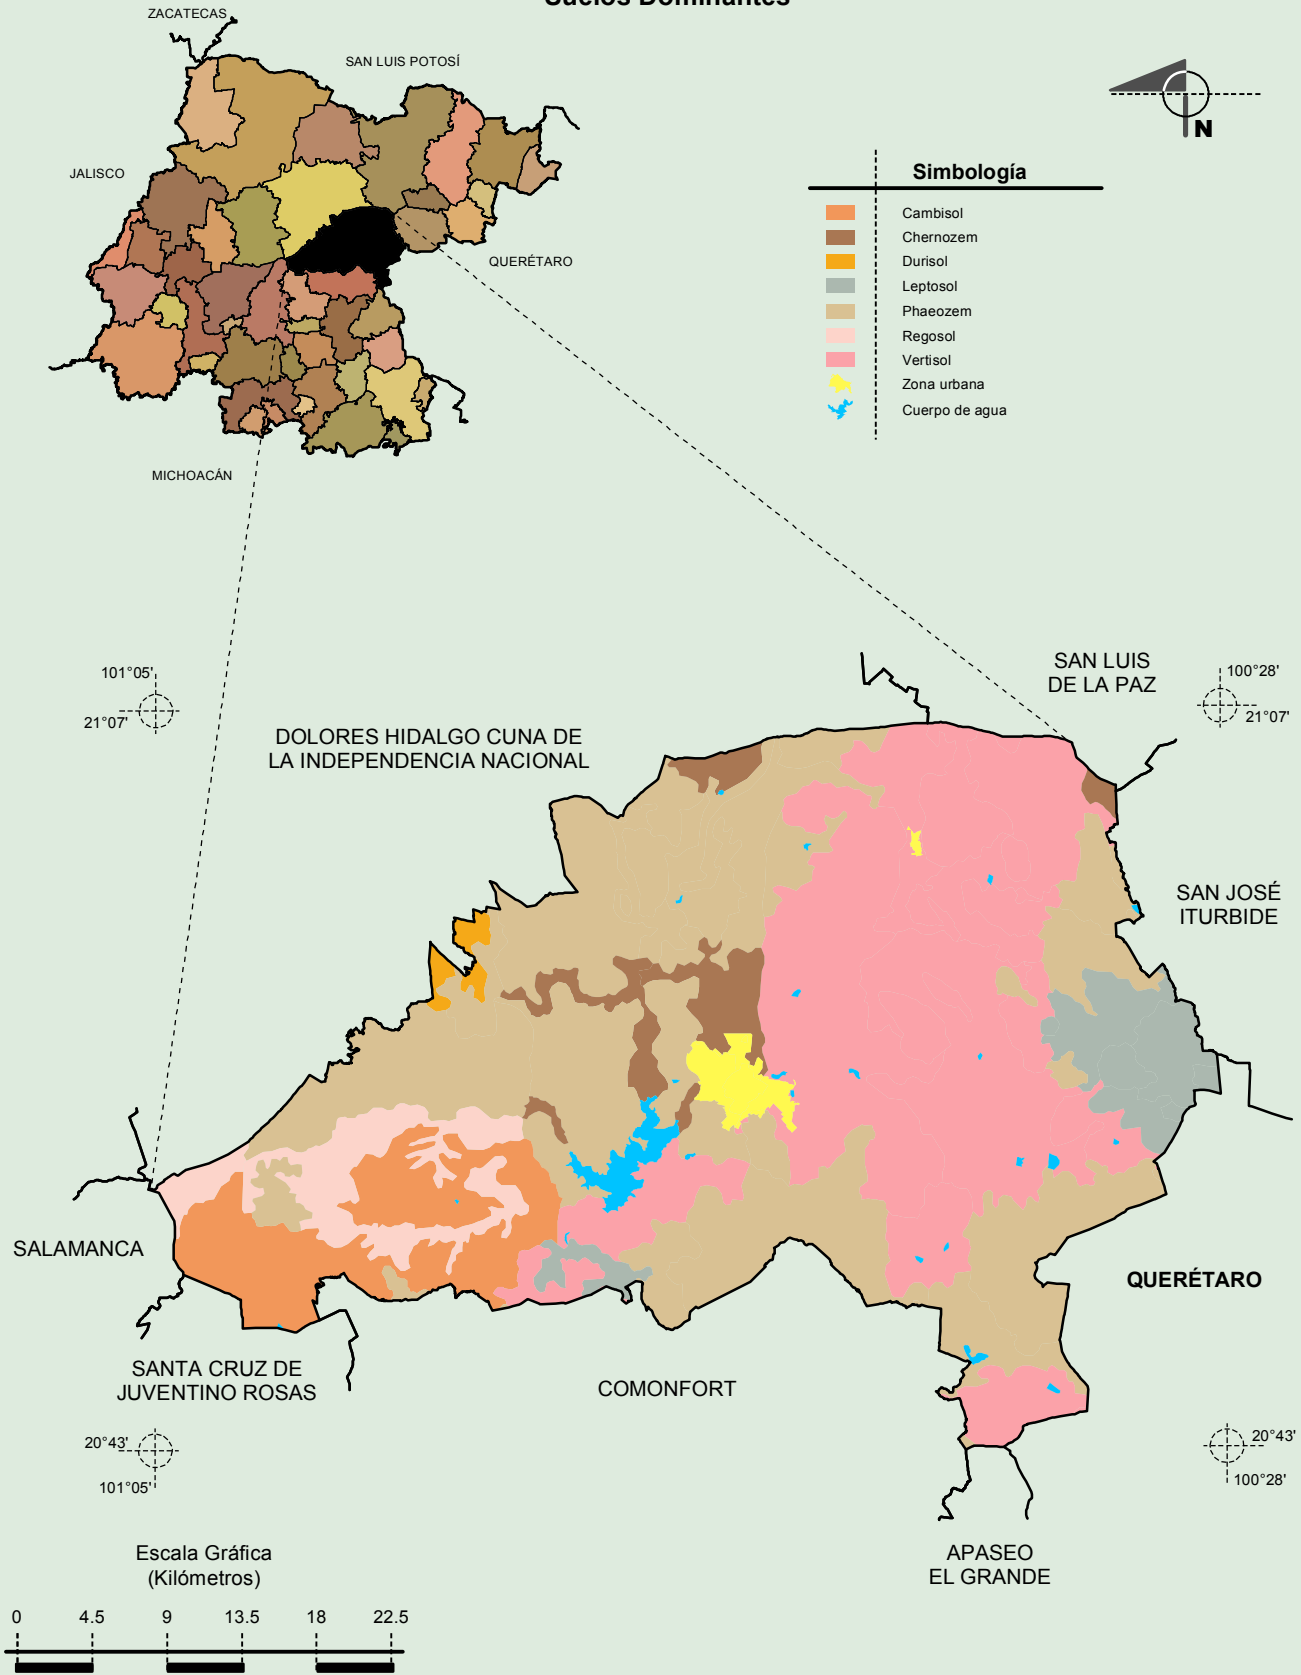 Suelos Dominantes
ZACATECAS
SAN LUIS POTOSÍ
JALISCO
QUERÉTARO
MICHOACÁN
N
Simbología
Cambisol
Chernozem
Durisol
Leptosol
Phaeozem
Regosol
Vertisol
Zona urbana
Cuerpo de agua
101°05'
21°07'
100°28'
21°07'
SAN LUIS
DE LA PAZ
DOLORES HIDALGO CUNA DE
LA INDEPENDENCIA NACIONAL
SAN JOSÉ
ITURBIDE
SALAMANCA
QUERÉTARO
SANTA CRUZ DE
JUVENTINO ROSAS
COMONFORT
20°43'
101°05'
20°43'
100°28'
APASEO
EL GRANDE
Escala Gráfica
(Kilómetros)
0 4.5 9 13.5 18 22.5